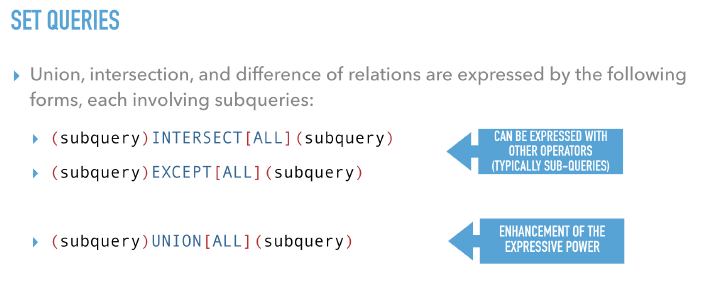 SET QUERIES
Union, intersection, and difference of relations are expressed by the following
forms, each involving subqueries:
(subquery)INTERSECT[ALL](subquery)
CAN BE EXPRESSED WITH
OTHER OPERATORS
(TYPICALLY SUB-QUERIES)
(subquery)EXCEPT[ALL](subquery)
(subquery)UNION[ALL](subquery)
ENHANCEMENT OF THE
EXPRESSIVE POWER